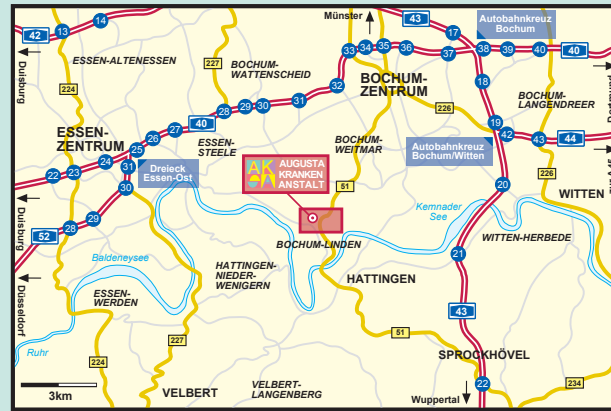 Münster
43
17
Autobahnkreuz
Bochum
14
13
42
33
34
35
36
37
38
39
40
40
Duisburg
ESSEN-ALTENESSEN
227
BOCHUM-
WATTENSCHEID
BOCHUM-
ZENTRUM
18
224
32
31
30
29
28
40
226
BOCHUM-
LANGENDREER
ESSEN-
ZENTRUM
27
26
25
24
23
22
ESSEN-
STEELE
BOCHUM-
WEITMAR
19
42
43
44
Autobahnkreuz
Bochum/Witten
31
Dreieck
Essen-Ost
30
AK
AUGUSTA
KRANKEN
ANSTALT
51
20
226
WITTEN
Duisburg
52
28
29
Kemnader
See
BOCHUM-LINDEN
WITTEN-HERBEDE
21
Baldeneysee
HATTINGEN-
NIEDER-
WENIGERN
HATTINGEN
Düsseldorf
ESSEN-
WERDEN
43
227
51
Ruhr
224
SPROCKHÖVEL
22
234
3km
VELBERT
VELBERT-
LANGENBERG
Wuppertal